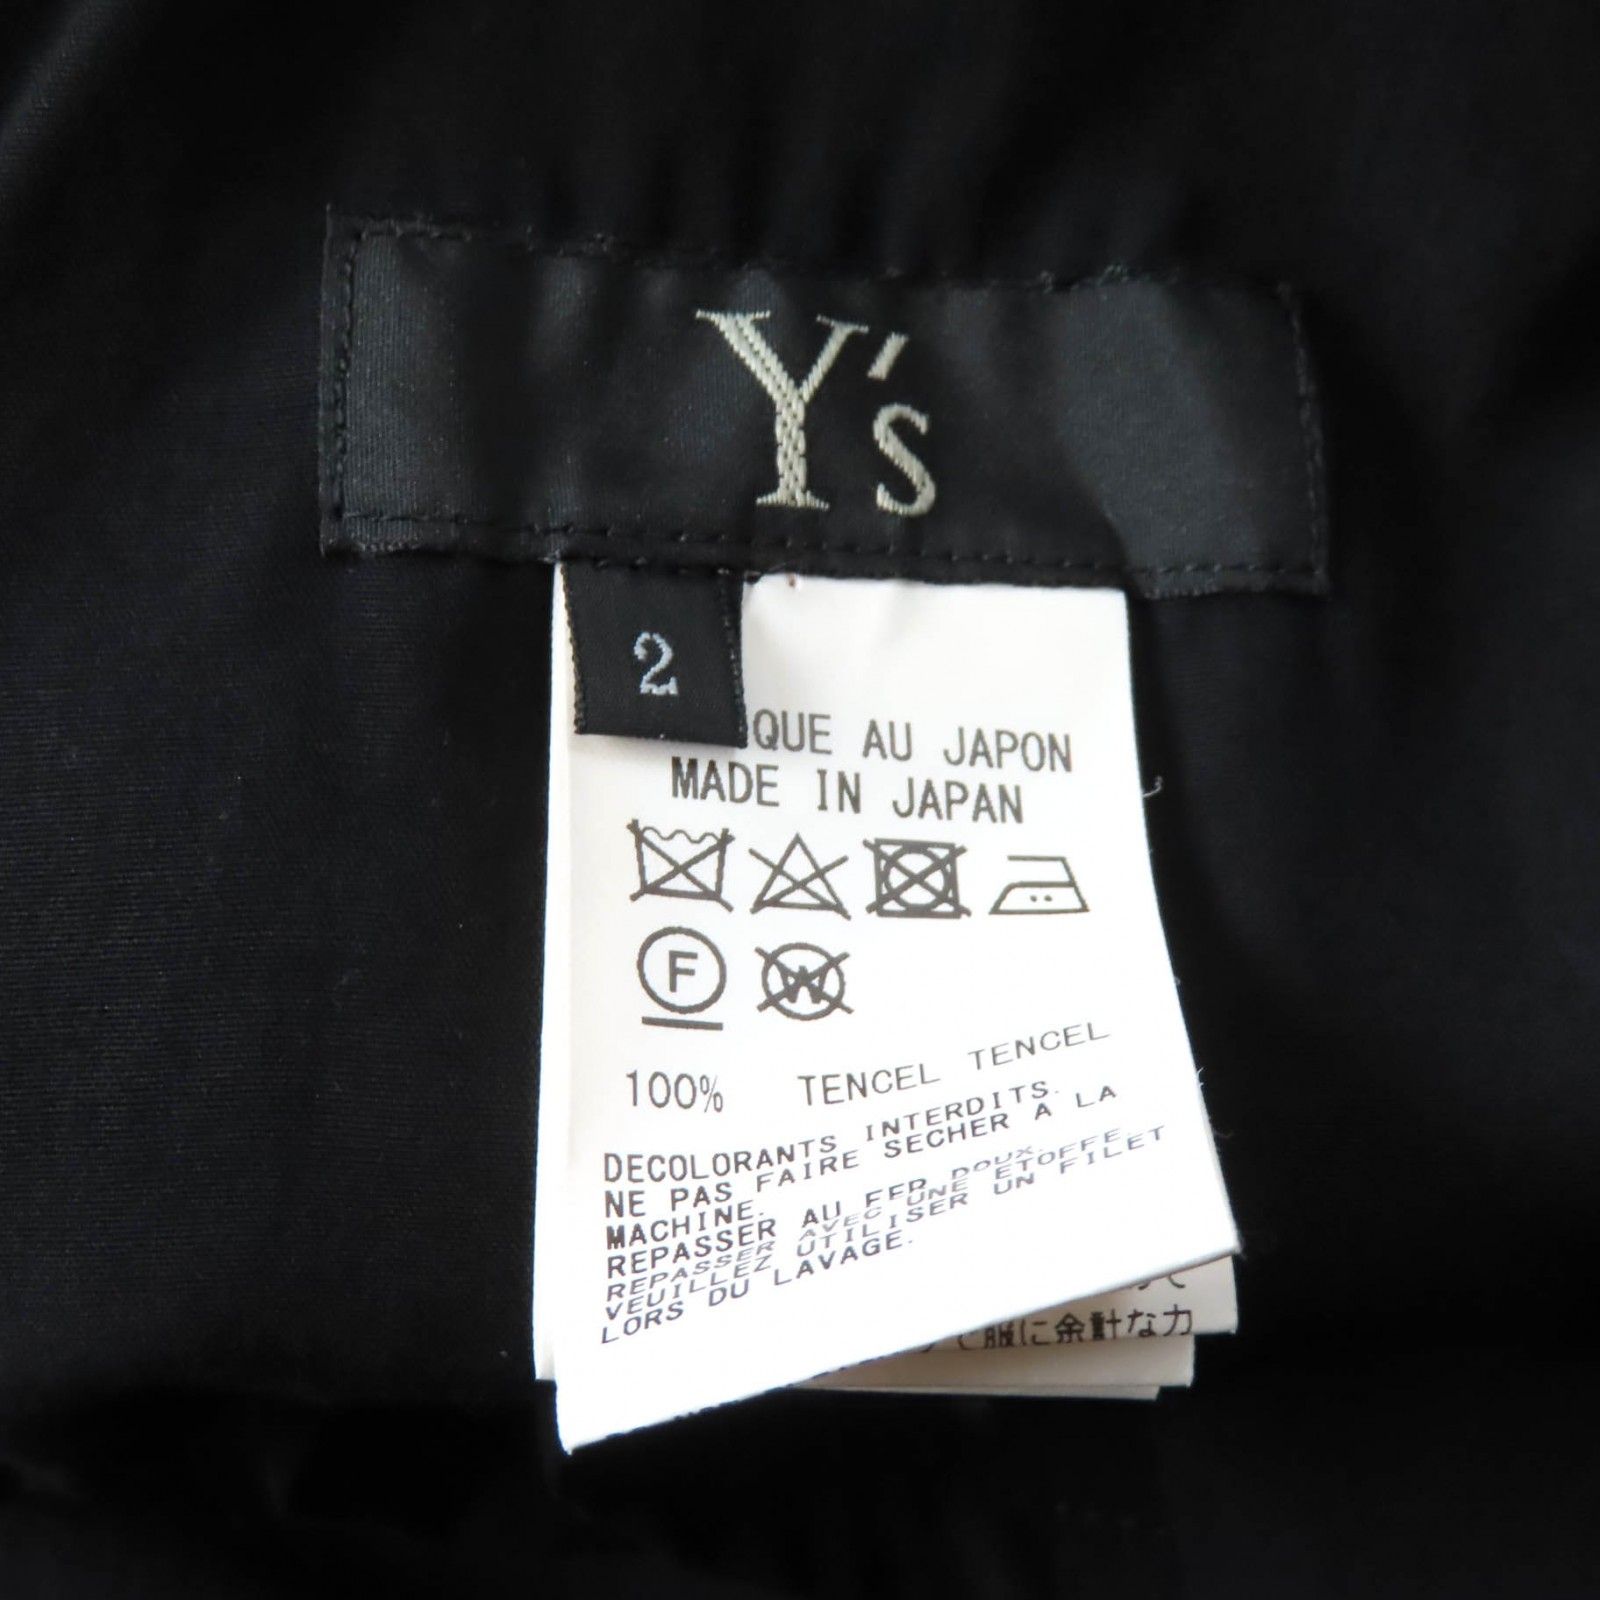 Y's
2
QUE AU JAPON
MADE IN JAPAN
F
W
100% TENCEL TENCEL
DECOLORANTS INTERDITS.
NE PAS FAIRE SECHER A LA
MACHINE.
REPASSER AU FER DOUX.
REPASSER AVEC UNE ETOFFE.
VEUILLEZ UTILISER UN FILET
LORS DU LAVAGE.
服に余計な力